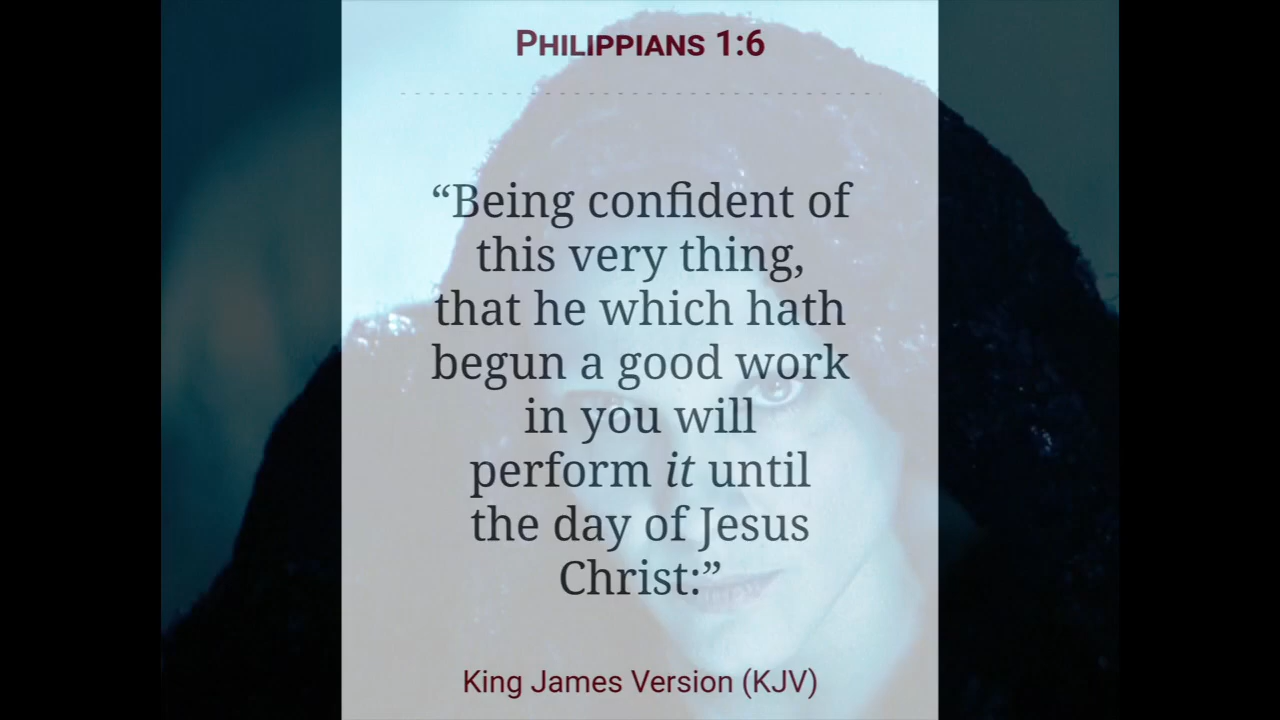 PHILIPPIANS 1:6
“Being confident of
this very thing,
that he which hath
begun a good work
in you will
perform it until
the day of Jesus
Christ:”
King James Version (KJV)